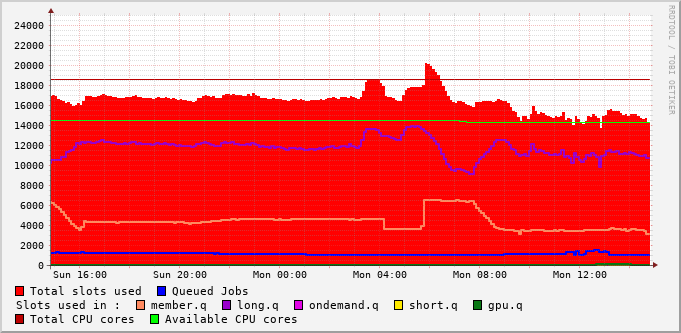 RRDTOOL / TOBI OETIKER
24000
22000
20000
18000
16000
14000
12000
10000
8000
6000
4000
2000
0
Sun 16:00 Sun 20:00 Mon 00:00 Mon 04:00 Mon 08:00 Mon 12:00
Total slots used Queued Jobs
Slots used in : member.q long.q ondemand.q short.q gpu.q
Total CPU cores Available CPU cores